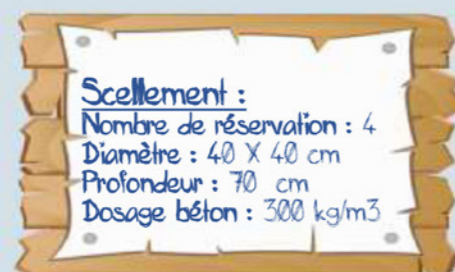 Scellement :
Nombre de réservation : 4
Diamètre : 40 X 40 cm
Profondeur : 70 cm
Dosage béton : 300 kg/m3